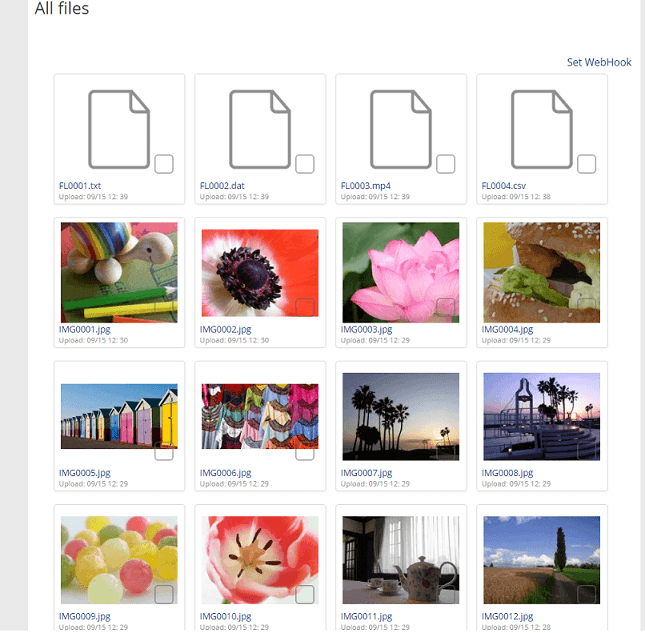 All files
Set WebHook
FL0001.txt
Upload: 09/15 12: 39
FL0002.dat
Upload: 09/15 12: 39
FL0003.mp4
Upload: 09/15 12: 39
FL0004.csv
Upload: 09/15 12: 38
IMG0001.jpg
Upload: 09/15 12: 30
IMG0002.jpg
Upload: 09/15 12: 30
IMG0003.jpg
Upload: 09/15 12: 29
IMG0004.jpg
Upload: 09/15 12: 29
IMG0005.jpg
Upload: 09/15 12: 29
IMG0006.jpg
Upload: 09/15 12: 29
IMG0007.jpg
Upload: 09/15 12: 29
IMG0008.jpg
Upload: 09/15 12: 29
IMG0009.jpg
Upload: 09/15 12: 29
IMG0010.jpg
Upload: 09/15 12: 29
IMG0011.jpg
Upload: 09/15 12: 29
IMG0012.jpg
Upload: 09/15 12: 28